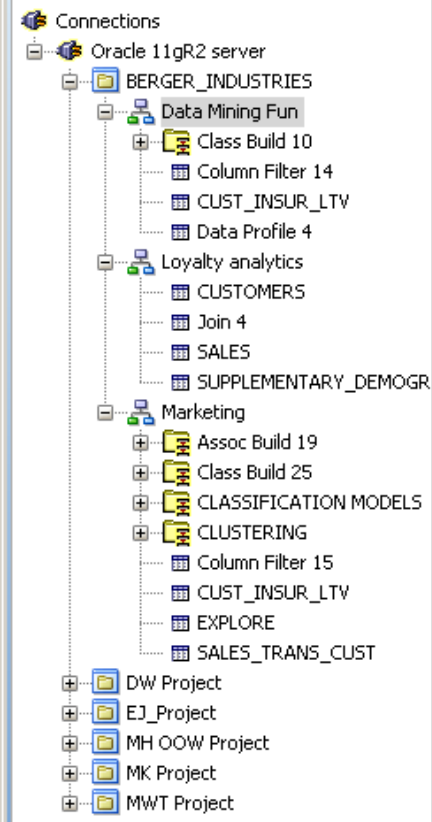 Connections
Oracle 11gR2 server
BERGER_INDUSTRIES
Data Mining Fun
Class Build 10
Column Filter 14
CUST_INSUR_LTV
Data Profile 4
Loyalty analytics
CUSTOMERS
Join 4
SALES
SUPPLEMENTARY_DEMOGR
Marketing
Assoc Build 19
Class Build 25
CLASSIFICATION MODELS
CLUSTERING
Column Filter 15
CUST_INSUR_LTV
EXPLORE
SALES_TRANS_CUST
DW Project
EJ_Project
MH OOW Project
MK Project
MWT Project